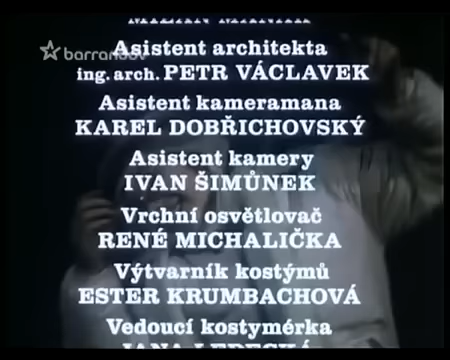 barrandov
Asistent architekta
ing. arch. PETR VÁCLAVEK
Asistent kameramana
KAREL DOBŘICHOVSKÝ
Asistent kamery
IVAN ŠIMŮNEK
Vrchní osvětlovač
RENÉ MICHALIČKA
Výtvarník kostýmů
ESTER KRUMBACHOVÁ
Vedoucí kostymérka